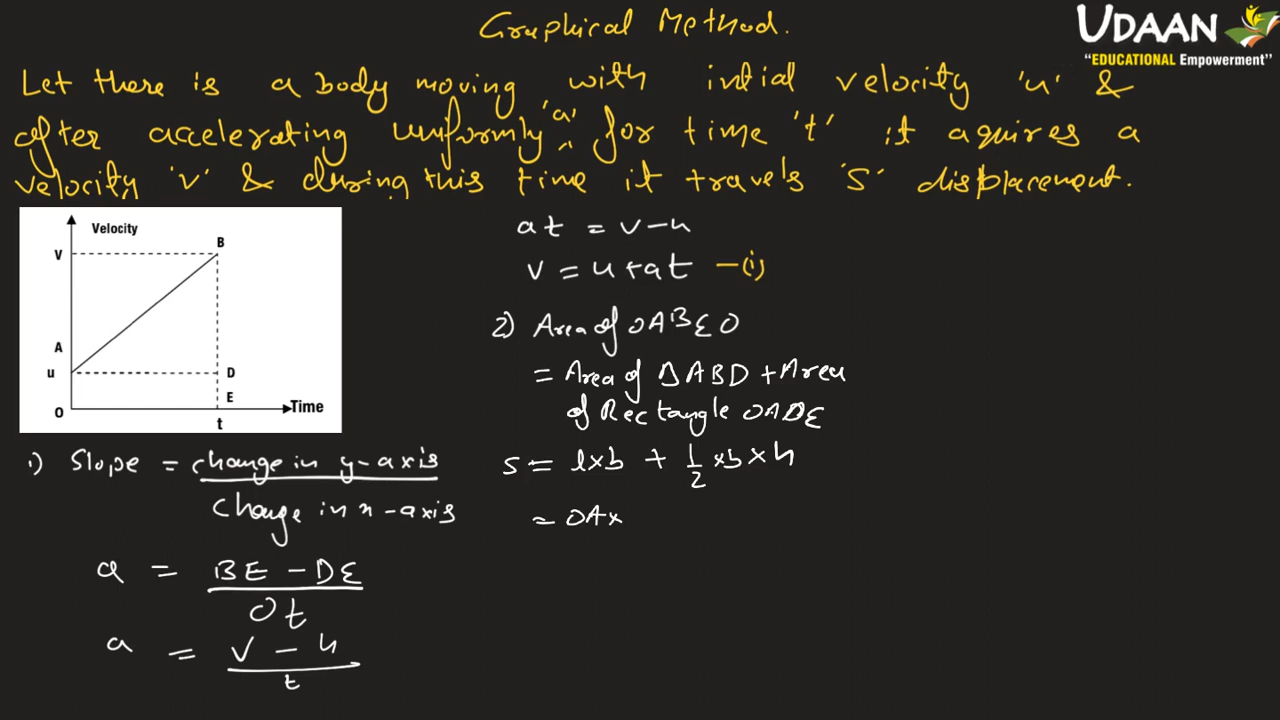 Graphical Method.
UDAAN
"EDUCATIONAL Empowerment"
Let there is a body moving with intial velocity 'u' &
after accelerating uniformly 'a' for time 't' it aquires a
velocity 'v' & during this time it travels 'S' displacement.
Velocity
V
B
A
u
D
E
O
Time
t
at = v-u
v = u+at -(i)
2) Area of OABEO
= Area of ΔABD + Area
of Rectangle OADE
1) Slope = change in y-axis
change in x-axis
S = l×b + 1/2 ×b×h
= OA×
a = BE - DE
Ot
a = v - u
t